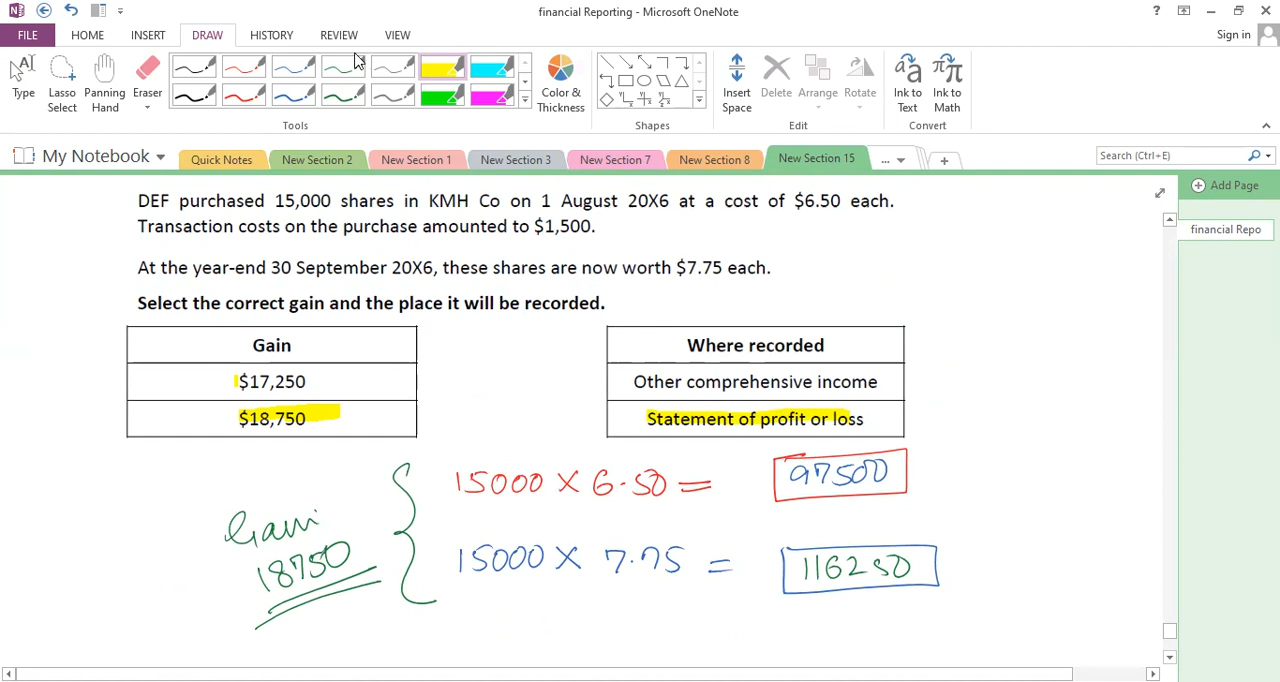 financial Reporting - Microsoft OneNote
?
Sign in
FILE HOME INSERT DRAW HISTORY REVIEW VIEW
Type
Lasso Select
Panning Hand
Eraser
Color & Thickness
Insert Space
Delete
Arrange
Rotate
Ink to Text
Ink to Math
Tools Shapes Edit Convert
My Notebook Quick Notes New Section 2 New Section 1 New Section 3 New Section 7 New Section 8 New Section 15 ... + Search (Ctrl+E)
Add Page
financial Repo
DEF purchased 15,000 shares in KMH Co on 1 August 20X6 at a cost of $6.50 each.
Transaction costs on the purchase amounted to $1,500.
At the year-end 30 September 20X6, these shares are now worth $7.75 each.
Select the correct gain and the place it will be recorded.
Gain Where recorded
$17,250 Other comprehensive income
$18,750 Statement of profit or loss
15000 X 6.50 = 97500
Gain
18750
15000 X 7.75 = 116250